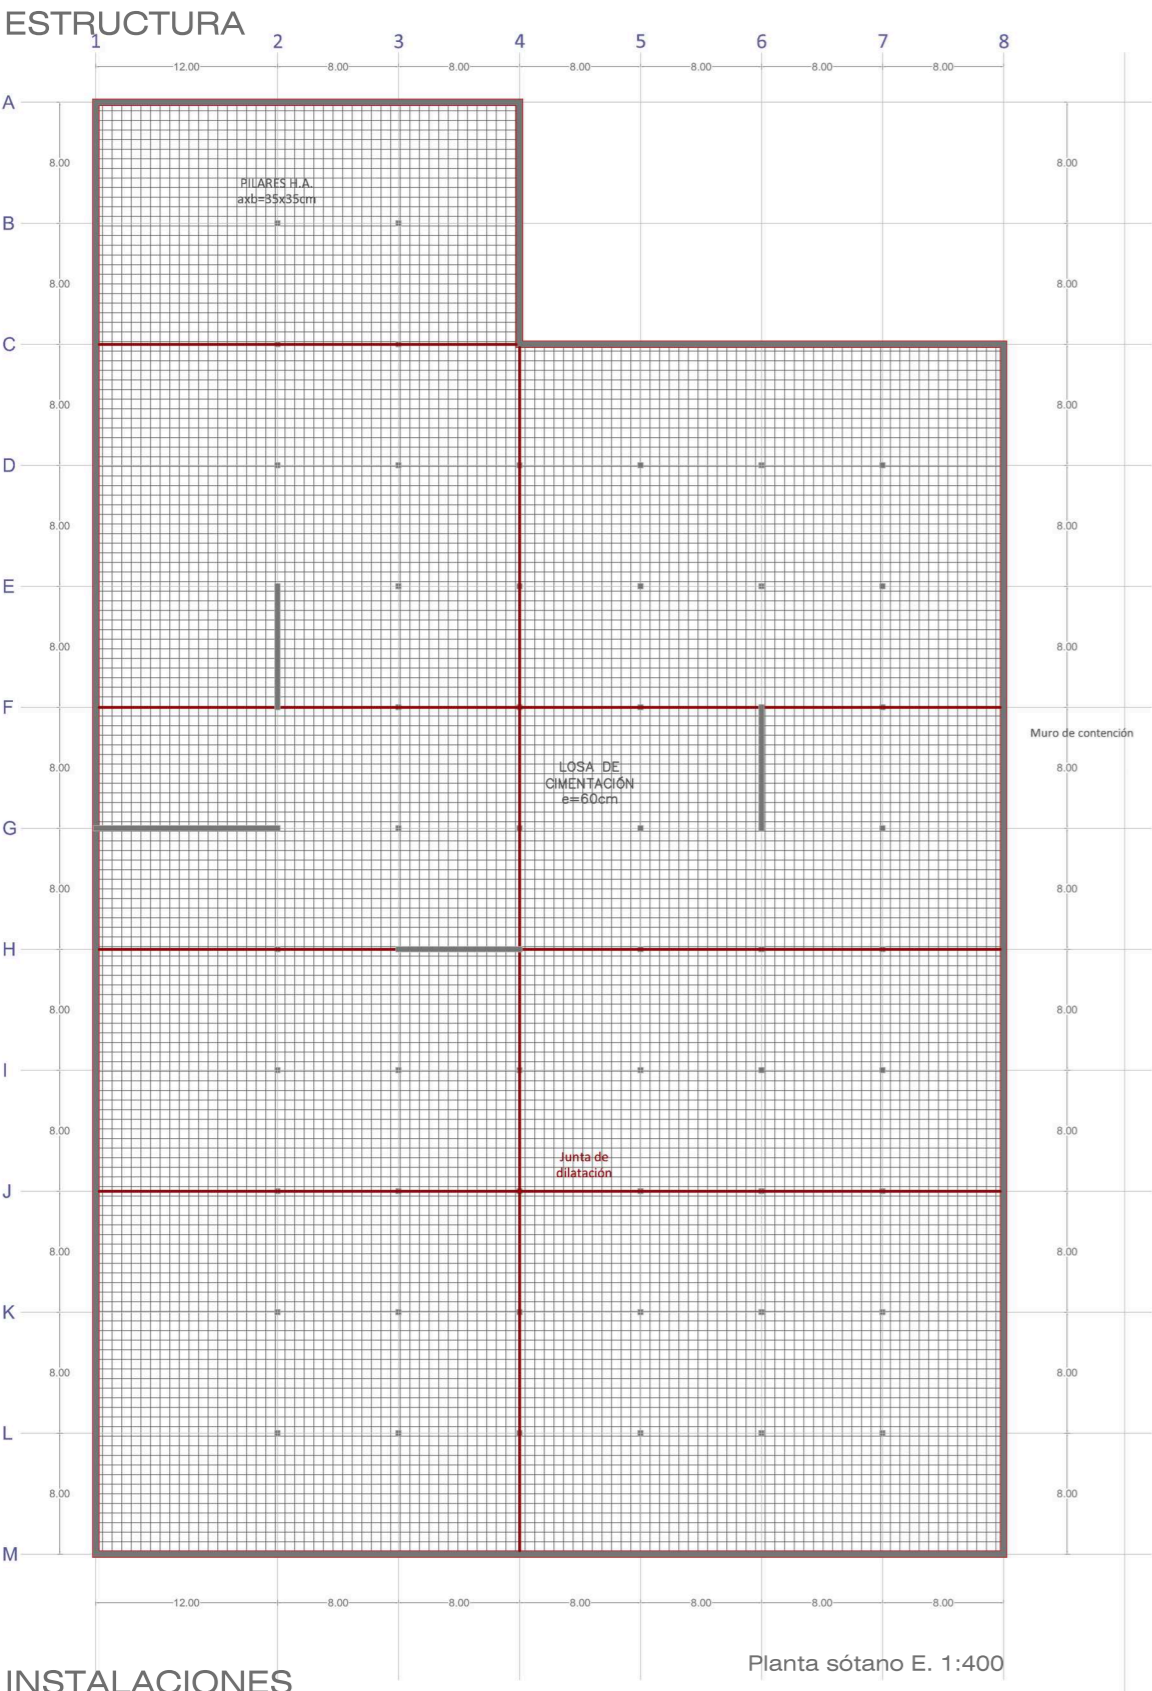 ESTRUCTURA
1 2 3 4 5 6 7 8
12.00 8.00 8.00 8.00 8.00 8.00 8.00
A
8.00 8.00
PILARES H.A.
axb=35x35cm
B
8.00 8.00
C
8.00 8.00
D
8.00 8.00
E
8.00 8.00
F
Muro de contención
LOSA DE
8.00 8.00
CIMENTACIÓN
e=60cm
G
8.00 8.00
H
8.00 8.00
I
8.00 8.00
Junta de
dilatación
J
8.00 8.00
K
8.00 8.00
L
8.00 8.00
M
12.00 8.00 8.00 8.00 8.00 8.00 8.00
Planta sótano E. 1:400
INSTALACIONES